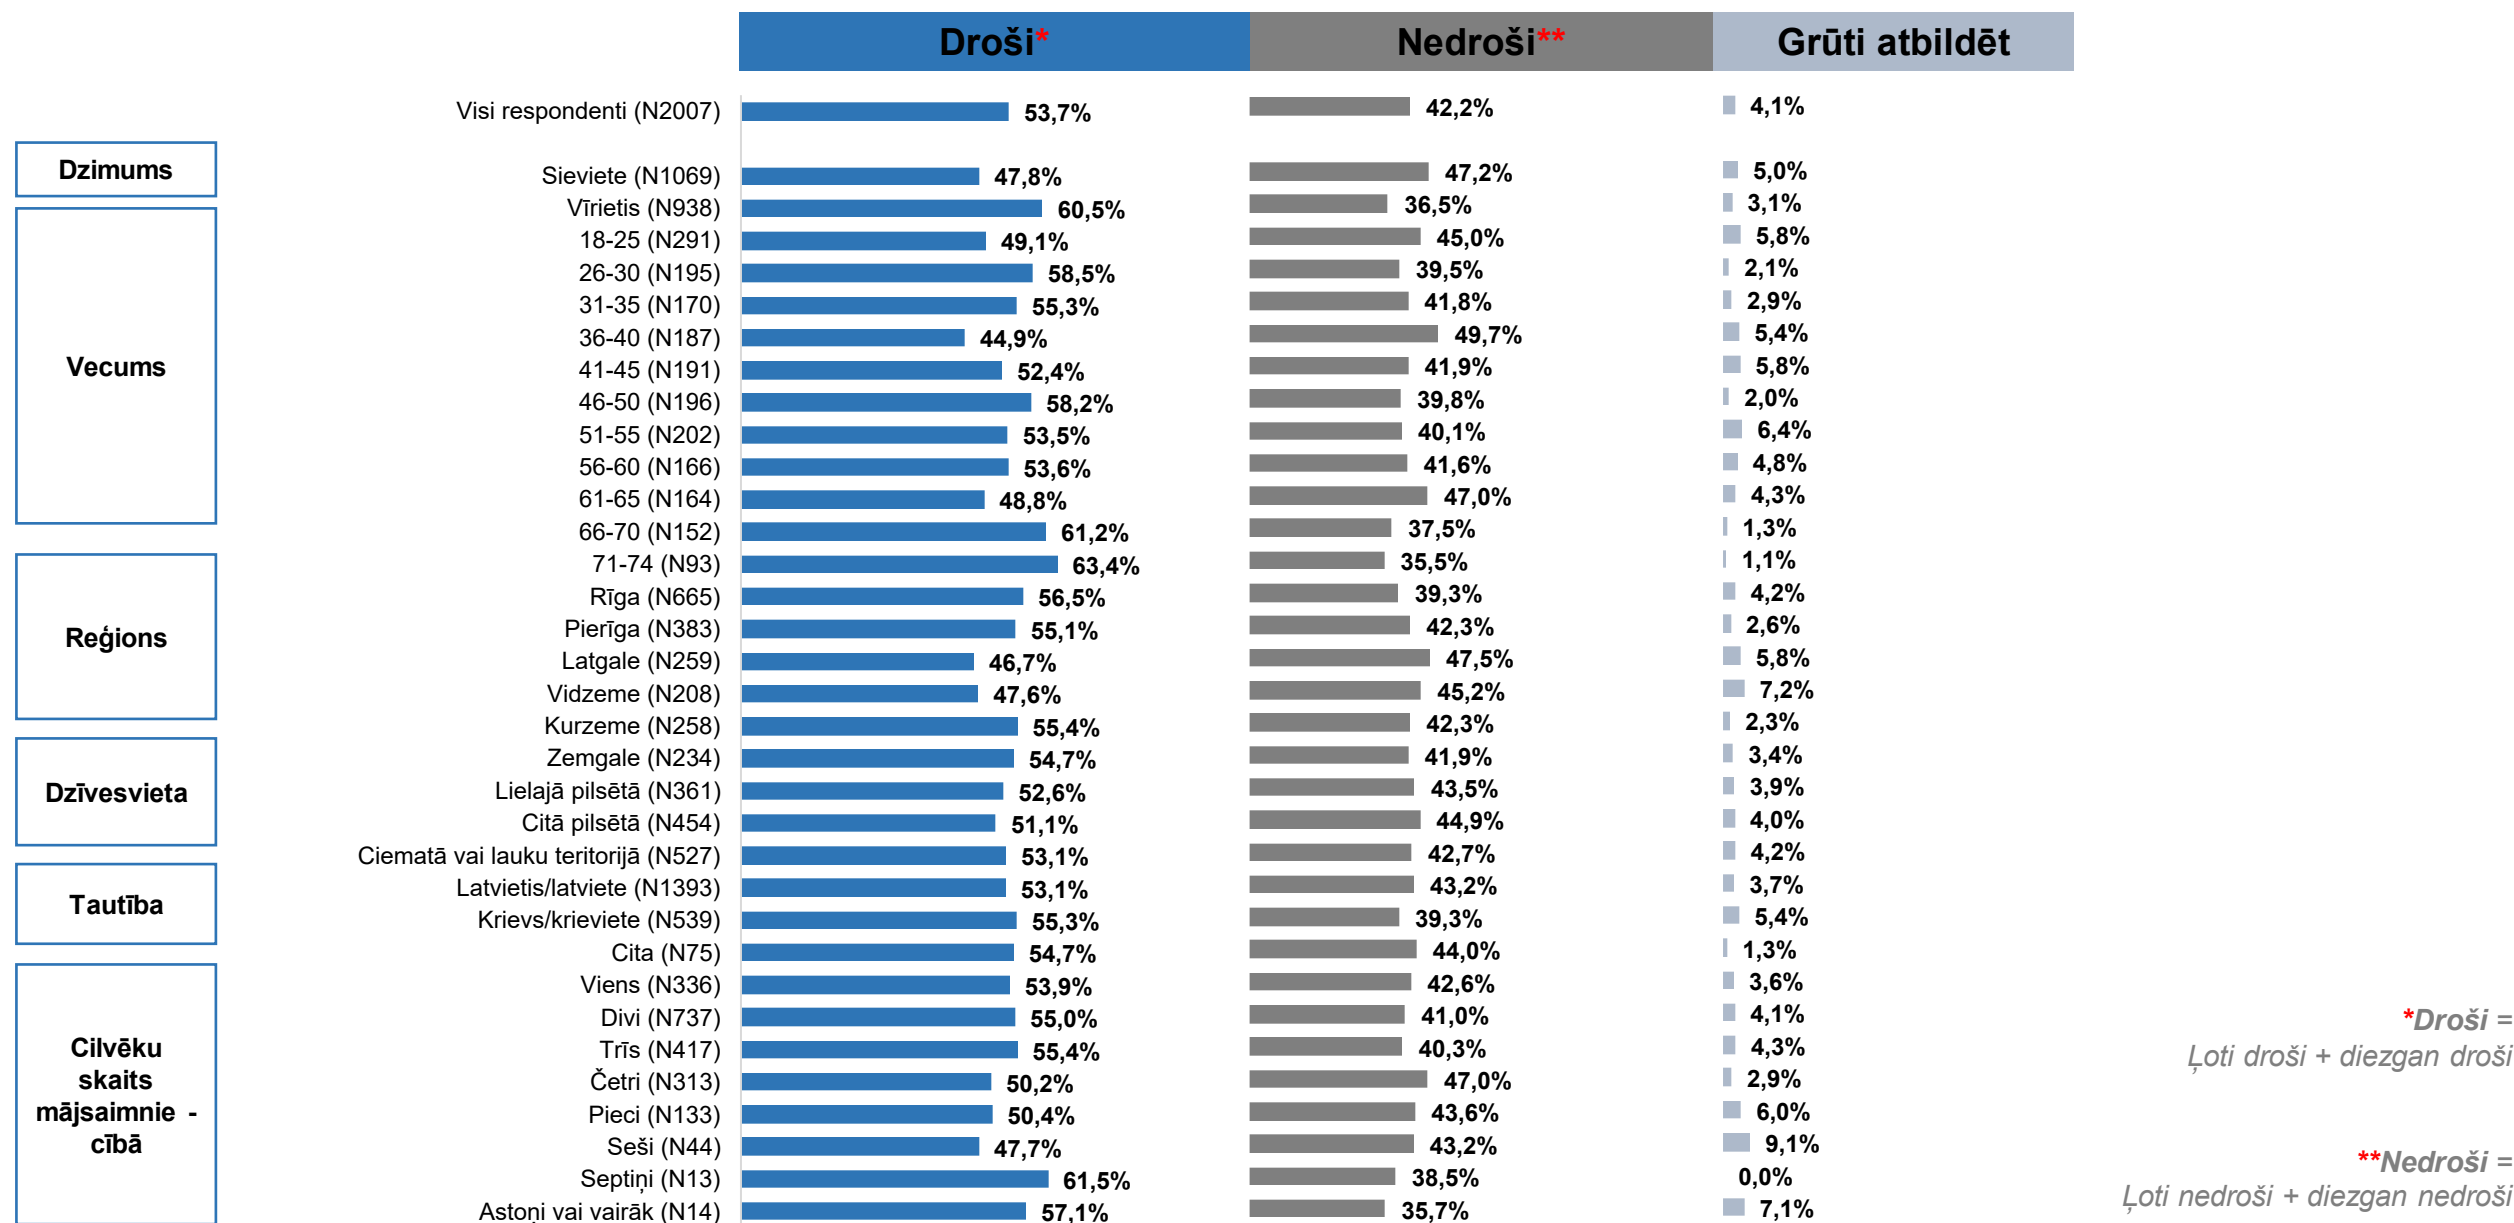 Droši* Nedroši** Grūti atbildēt
Visi respondenti (N2007) 53,7% 42,2% 4,1%
Dzimums
Sieviete (N1069) 47,8% 47,2% 5,0%
Vīrietis (N938) 60,5% 36,5% 3,1%
Vecums
18-25 (N291) 49,1% 45,0% 5,8%
26-30 (N195) 58,5% 39,5% 2,1%
31-35 (N170) 55,3% 41,8% 2,9%
36-40 (N187) 44,9% 49,7% 5,4%
41-45 (N191) 52,4% 41,9% 5,8%
46-50 (N196) 58,2% 39,8% 2,0%
51-55 (N202) 53,5% 40,1% 6,4%
56-60 (N166) 53,6% 41,6% 4,8%
61-65 (N164) 48,8% 47,0% 4,3%
66-70 (N152) 61,2% 37,5% 1,3%
71-74 (N93) 63,4% 35,5% 1,1%
Reģions
Rīga (N665) 56,5% 39,3% 4,2%
Pierīga (N383) 55,1% 42,3% 2,6%
Latgale (N259) 46,7% 47,5% 5,8%
Vidzeme (N208) 47,6% 45,2% 7,2%
Kurzeme (N258) 55,4% 42,3% 2,3%
Zemgale (N234) 54,7% 41,9% 3,4%
Dzīvesvieta
Lielajā pilsētā (N361) 52,6% 43,5% 3,9%
Citā pilsētā (N454) 51,1% 44,9% 4,0%
Ciematā vai lauku teritorijā (N527) 53,1% 42,7% 4,2%
Tautība
Latvietis/latviete (N1393) 53,1% 43,2% 3,7%
Krievs/krieviete (N539) 55,3% 39,3% 5,4%
Cita (N75) 54,7% 44,0% 1,3%
Cilvēku
skaits
mājsaimnie -
cībā
Viens (N336) 53,9% 42,6% 3,6%
Divi (N737) 55,0% 41,0% 4,1%
Trīs (N417) 55,4% 40,3% 4,3%
Četri (N313) 50,2% 47,0% 2,9%
Pieci (N133) 50,4% 43,6% 6,0%
Seši (N44) 47,7% 43,2% 9,1%
Septiņi (N13) 61,5% 38,5% 0,0%
Astoņi vai vairāk (N14) 57,1% 35,7% 7,1%
*Droši =
Ļoti droši + diezgan droši
**Nedroši =
Ļoti nedroši + diezgan nedroši